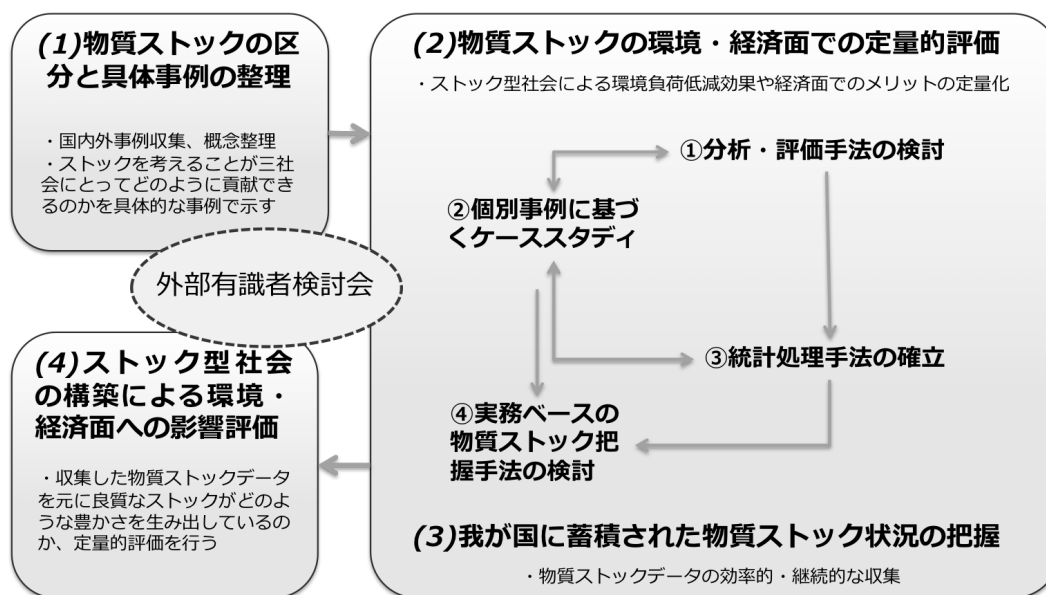 (1)物質ストックの区
分と具体事例の整理
・国内外事例収集、概念整理
・ストックを考えることが三社
会にとってどのように貢献でき
るのかを具体的な事例で示す
外部有識者検討会
(4)ストック型社会
の構築による環境・
経済面への影響評価
・収集した物質ストックデータ
を元に良質なストックがどのよ
うな豊かさを生み出しているの
か、定量的評価を行う
(2)物質ストックの環境・経済面での定量的評価
・ストック型社会による環境負荷低減効果や経済面でのメリットの定量化
①分析・評価手法の検討
②個別事例に基づ
くケーススタディ
③統計処理手法の確立
④実務ベースの
物質ストック把
握手法の検討
(3)我が国に蓄積された物質ストック状況の把握
・物質ストックデータの効率的・継続的な収集